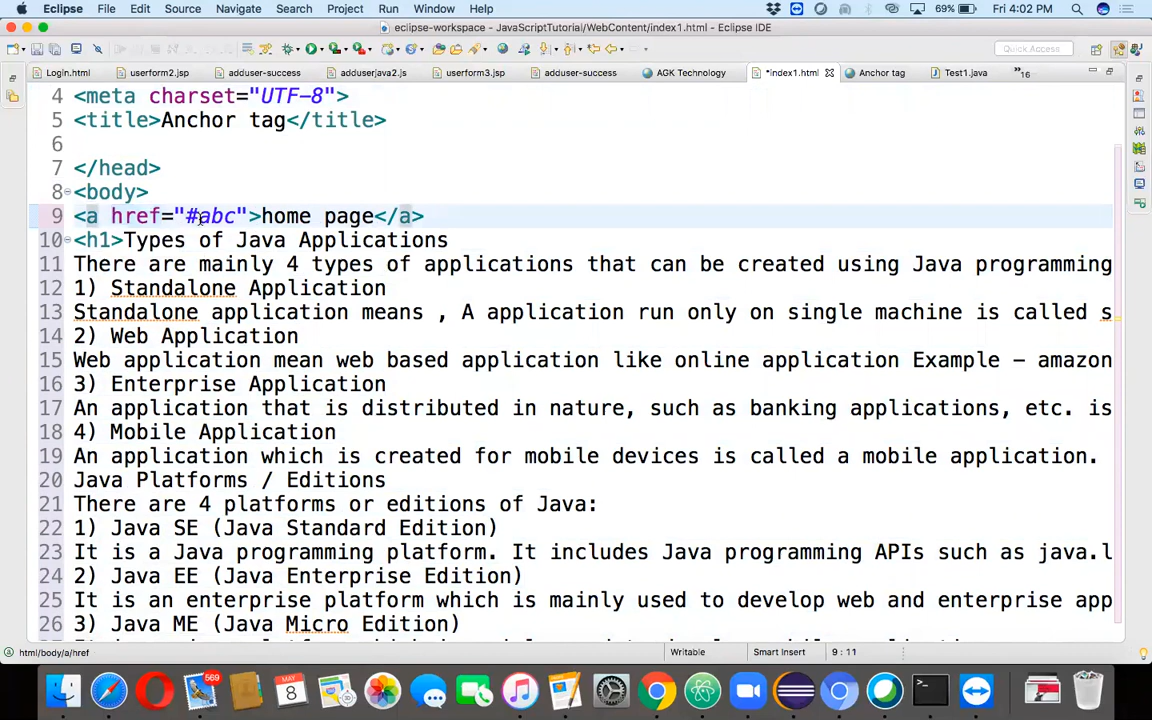 Eclipse File Edit Source Navigate Search Project Run Window Help 69% Fri 4:02 PM
eclipse-workspace - JavaScriptTutorial/WebContent/index1.html - Eclipse IDE
Quick Access
Login.html userform2.jsp adduser-success adduserjava2.js userform3.jsp adduser-success AGK Technology *index1.html Anchor tag Test1.java »16
4 <meta charset="UTF-8">
5 <title>Anchor tag</title>
6
7 </head>
8 <body>
9 <a href="#abc">home page</a>
10 <h1>Types of Java Applications
11 There are mainly 4 types of applications that can be created using Java programming
12 1) Standalone Application
13 Standalone application means , A application run only on single machine is called s
14 2) Web Application
15 Web application mean web based application like online application Example - amazon
16 3) Enterprise Application
17 An application that is distributed in nature, such as banking applications, etc. is
18 4) Mobile Application
19 An application which is created for mobile devices is called a mobile application.
20 Java Platforms / Editions
21 There are 4 platforms or editions of Java:
22 1) Java SE (Java Standard Edition)
23 It is a Java programming platform. It includes Java programming APIs such as java.l
24 2) Java EE (Java Enterprise Edition)
25 It is an enterprise platform which is mainly used to develop web and enterprise app
26 3) Java ME (Java Micro Edition)
html/body/a/href Writable Smart Insert 9 : 11
569
MAY
8